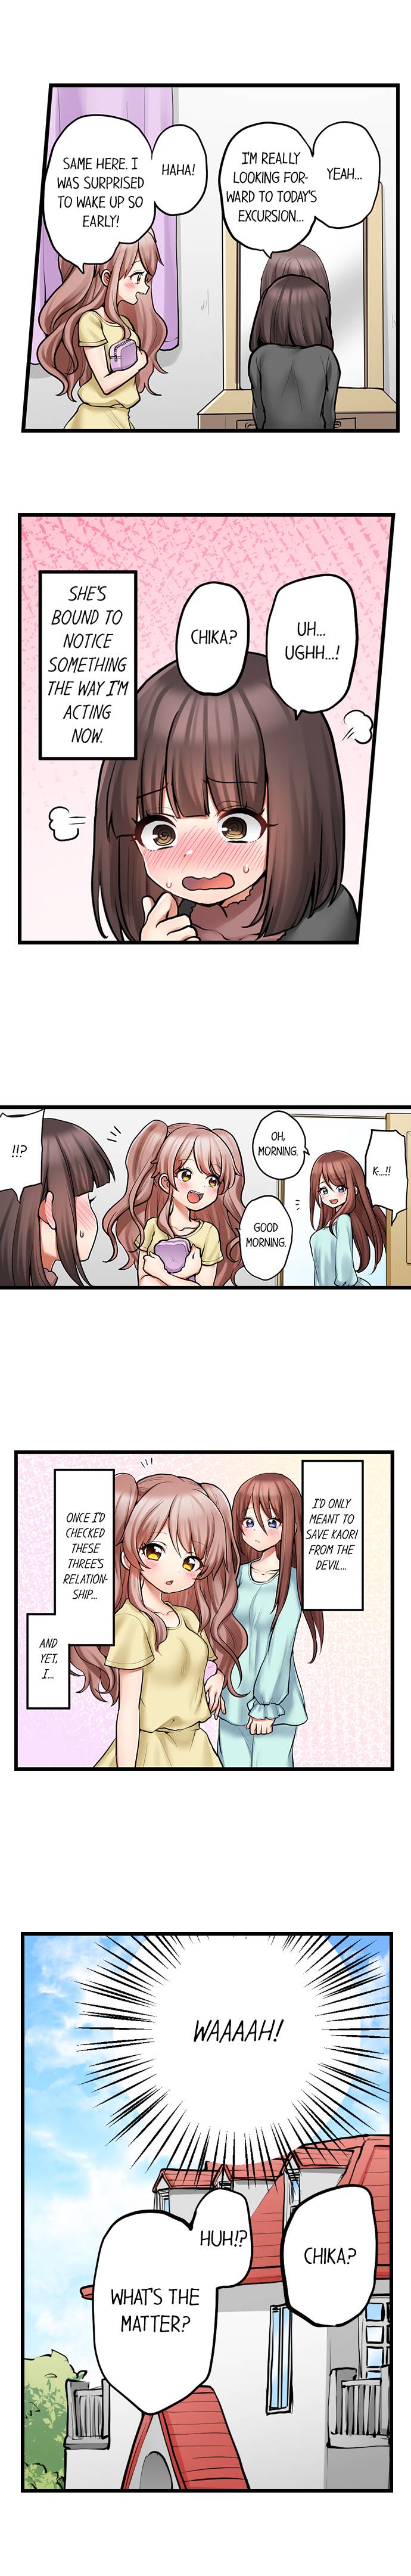 YEAH...
I'M REALLY
LOOKING FOR-
WARD TO TODAY'S
EXCURSION...
HAHA!
SAME HERE. I
WAS SURPRISED
TO WAKE UP SO
EARLY!
UH...
UGHH...!
CHIKA?
SHE'S
BOUND TO
NOTICE
SOMETHING
THE WAY I'M
ACTING
NOW.
K...!!
OH,
MORNING.
GOOD
MORNING.
!!?
I'D ONLY
MEANT TO
SAVE KAORI
FROM THE
DEVIL...
ONCE I'D
CHECKED
THESE
THREE'S
RELATION-
SHIP...
AND
YET,
I...
WAAAAH!
CHIKA?
HUH!?
WHAT'S THE
MATTER?